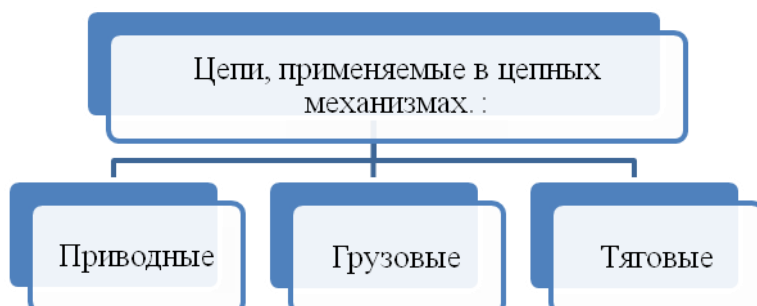 Цепи, применяемые в цепных
механизмах. :
Приводные
Грузовые
Тяговые